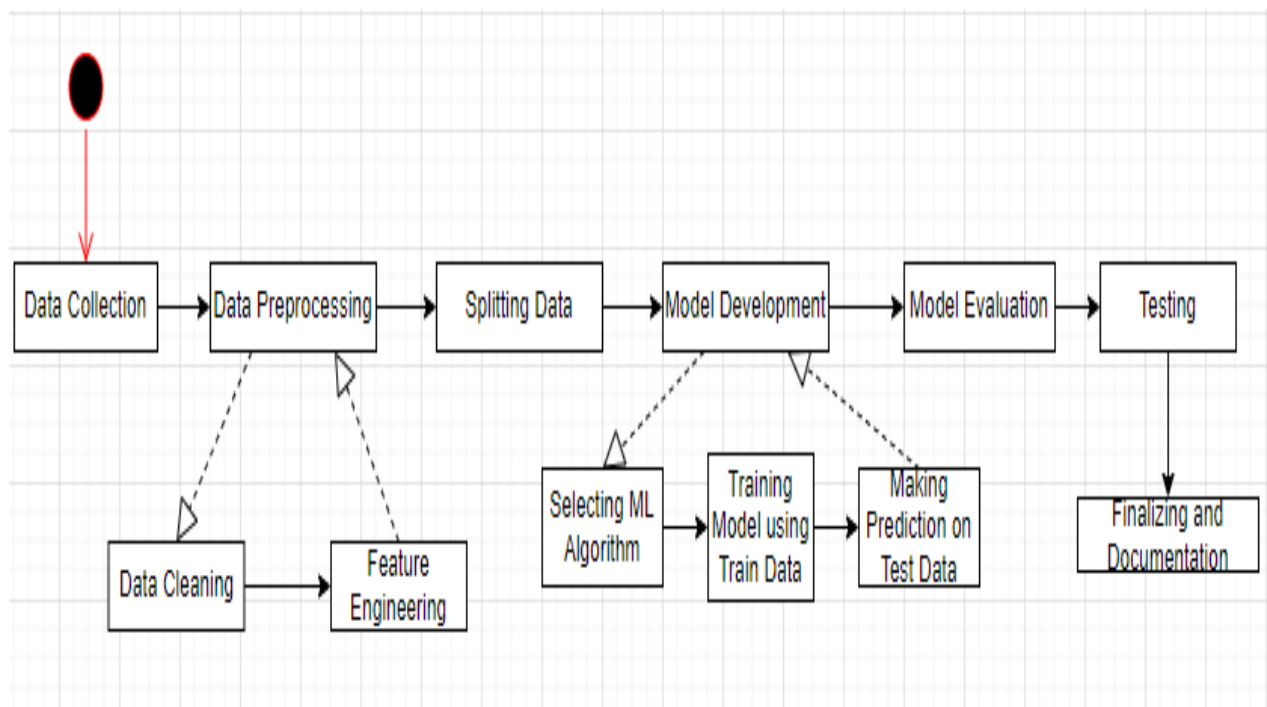 Data Collection
Data Preprocessing
Splitting Data
Model Development
Model Evaluation
Testing
Data Cleaning
Feature
Engineering
Selecting ML
Algorithm
Training
Model using
Train Data
Making
Prediction on
Test Data
Finalizing and
Documentation